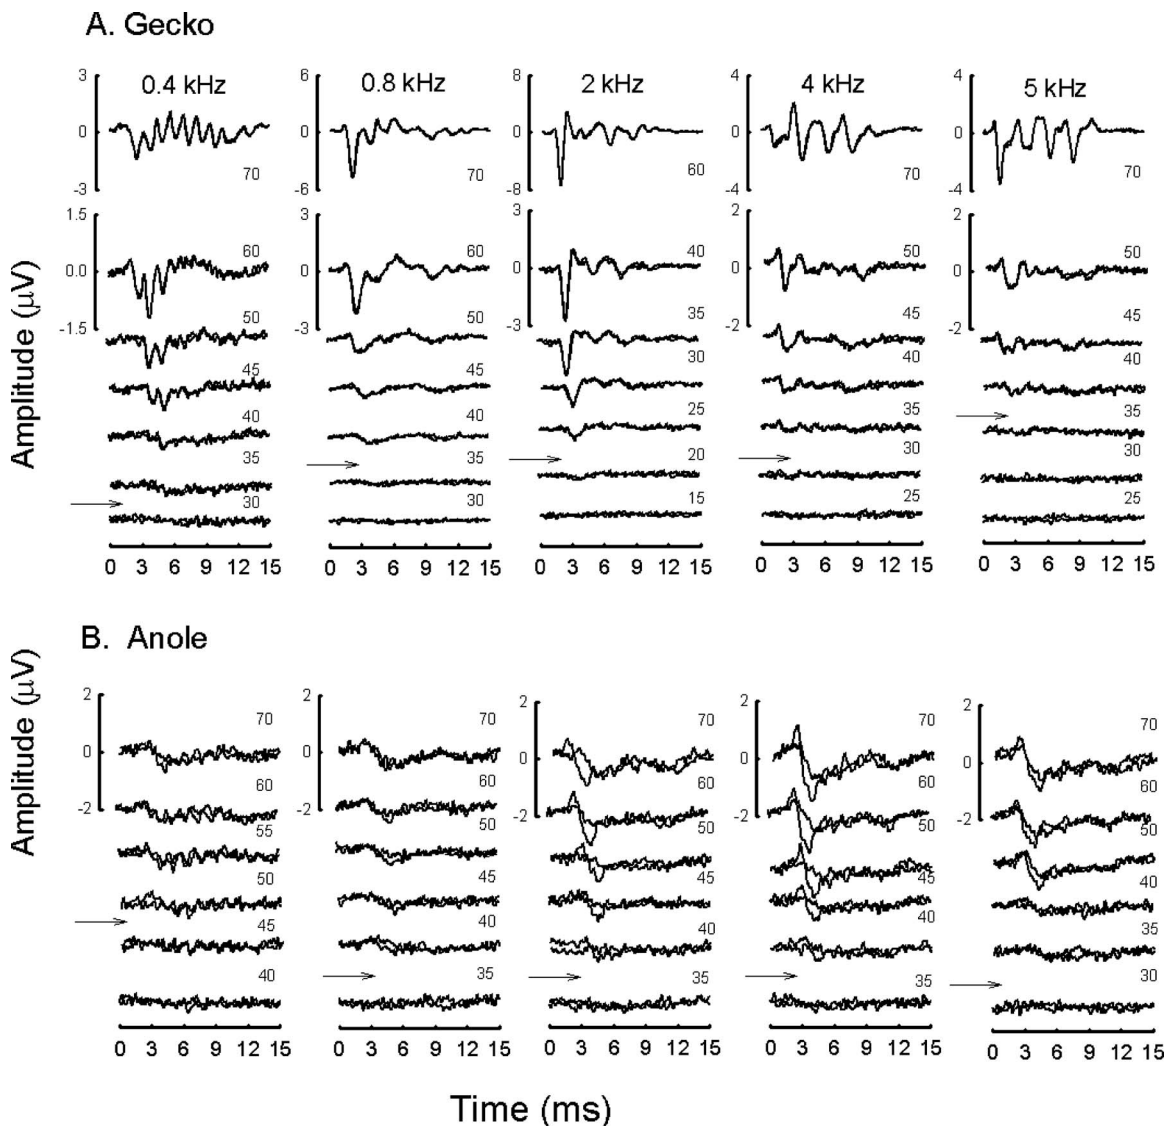 A. Gecko
0.4 kHz 0.8 kHz 2 kHz 4 kHz 5 kHz
3 6 8 4 4
0 0 0 0 0
70 70 60 70 70
-3 -6 -8 -4 -4
1.5 3 3 2 2
60 60 40 50 50
0.0 0 0 0 0
50 50 35 45 45
-1.5 -3 -3 -2 -2
45 45 30 40 40
40 40 25 35 35
35 35 20 30 30
30 30 15 25 25
0 3 6 9 12 15 0 3 6 9 12 15 0 3 6 9 12 15 0 3 6 9 12 15 0 3 6 9 12 15
Amplitude (μV)
B. Anole
2 2 2 2 2
70 70 70 70 70
0 0 0 0 0
60 60 60 60 60
-2 -2 -2 -2 -2
55 50 50 50 50
50 45 45 45 40
45 40 40 40 35
40 35 35 35 30
0 3 6 9 12 15 0 3 6 9 12 15 0 3 6 9 12 15 0 3 6 9 12 15 0 3 6 9 12 15
Amplitude (μV)
Time (ms)